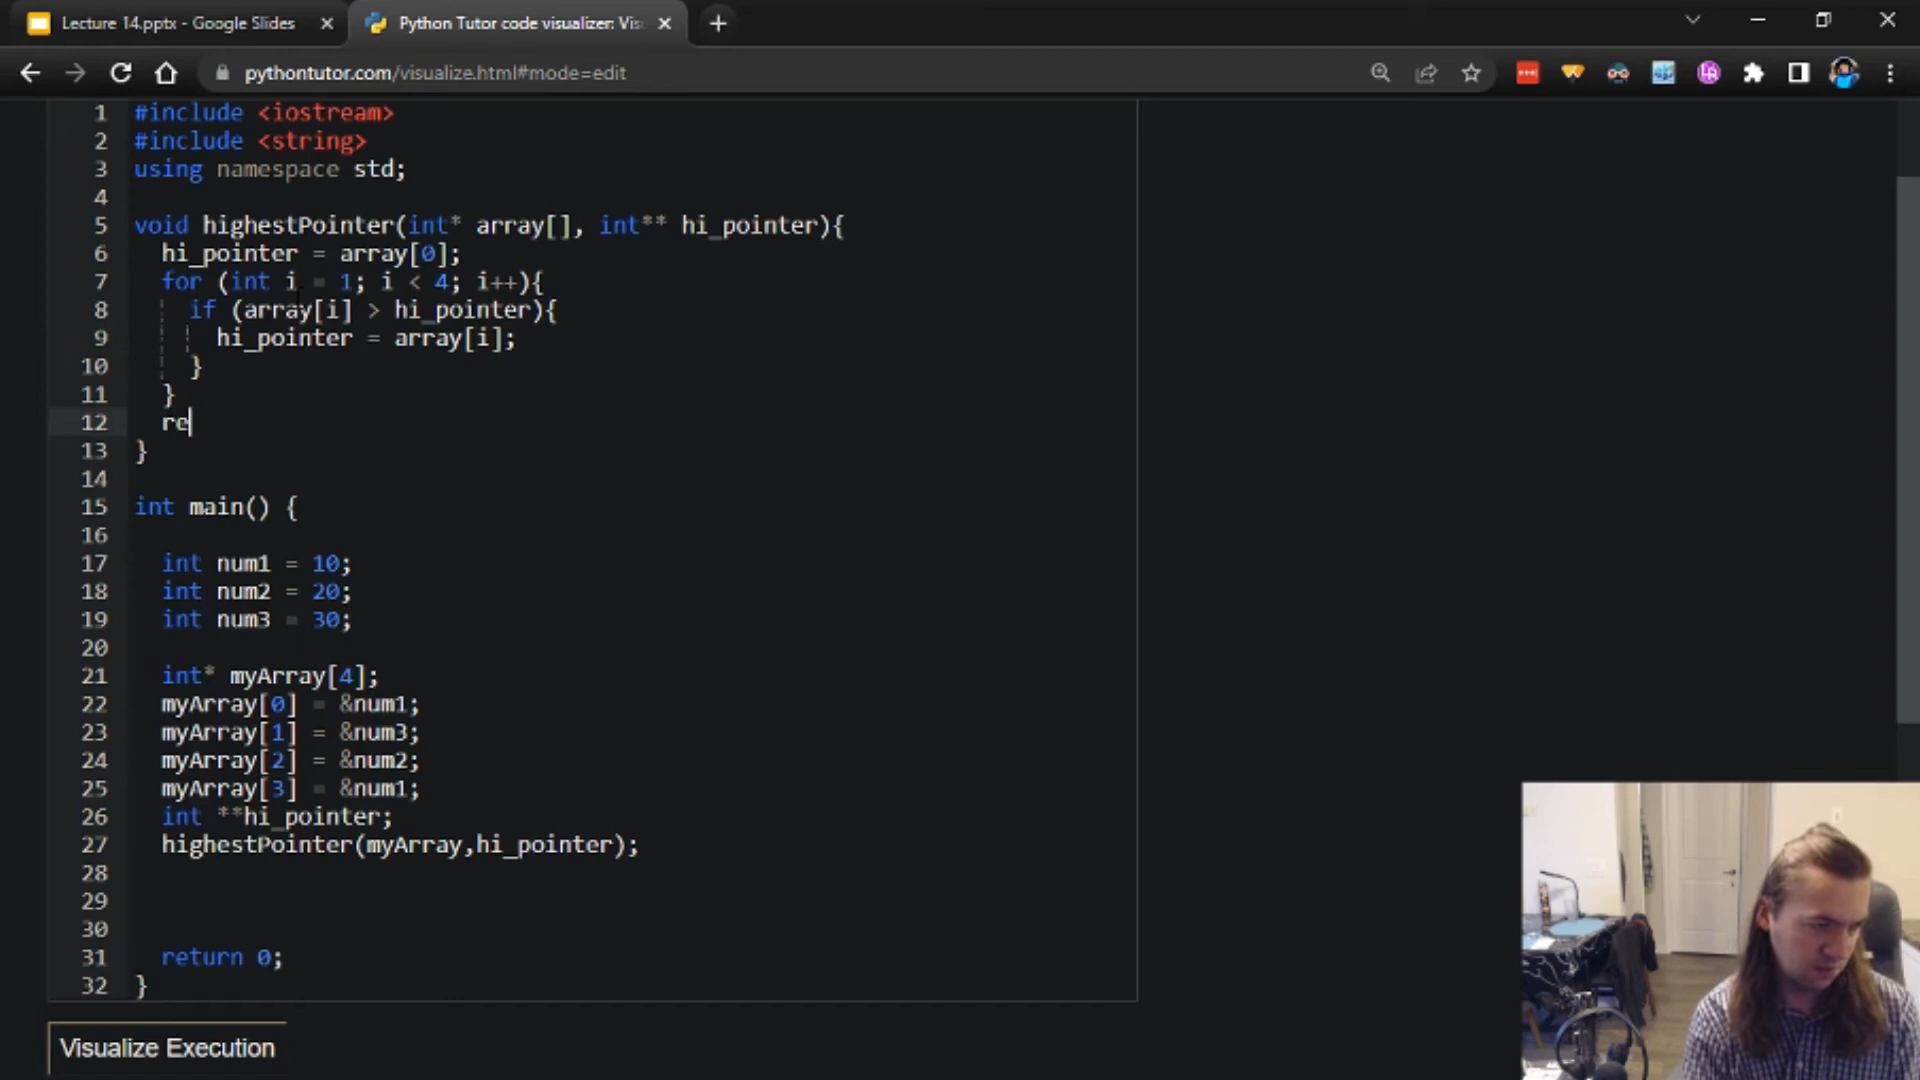 Lecture 14.pptx - Google Slides
Python Tutor code visualizer: Vis
pythontutor.com/visualize.html#mode=edit
1 #include <iostream>
2 #include <string>
3 using namespace std;
4
5 void highestPointer(int* array[], int** hi_pointer){
6 hi_pointer = array[0];
7 for (int i = 1; i < 4; i++){
8 if (array[i] > hi_pointer){
9 hi_pointer = array[i];
10 }
11 }
12 re
13 }
14
15 int main() {
16
17 int num1 = 10;
18 int num2 = 20;
19 int num3 = 30;
20
21 int* myArray[4];
22 myArray[0] = &num1;
23 myArray[1] = &num3;
24 myArray[2] = &num2;
25 myArray[3] = &num1;
26 int **hi_pointer;
27 highestPointer(myArray,hi_pointer);
28
29
30
31 return 0;
32 }
Visualize Execution